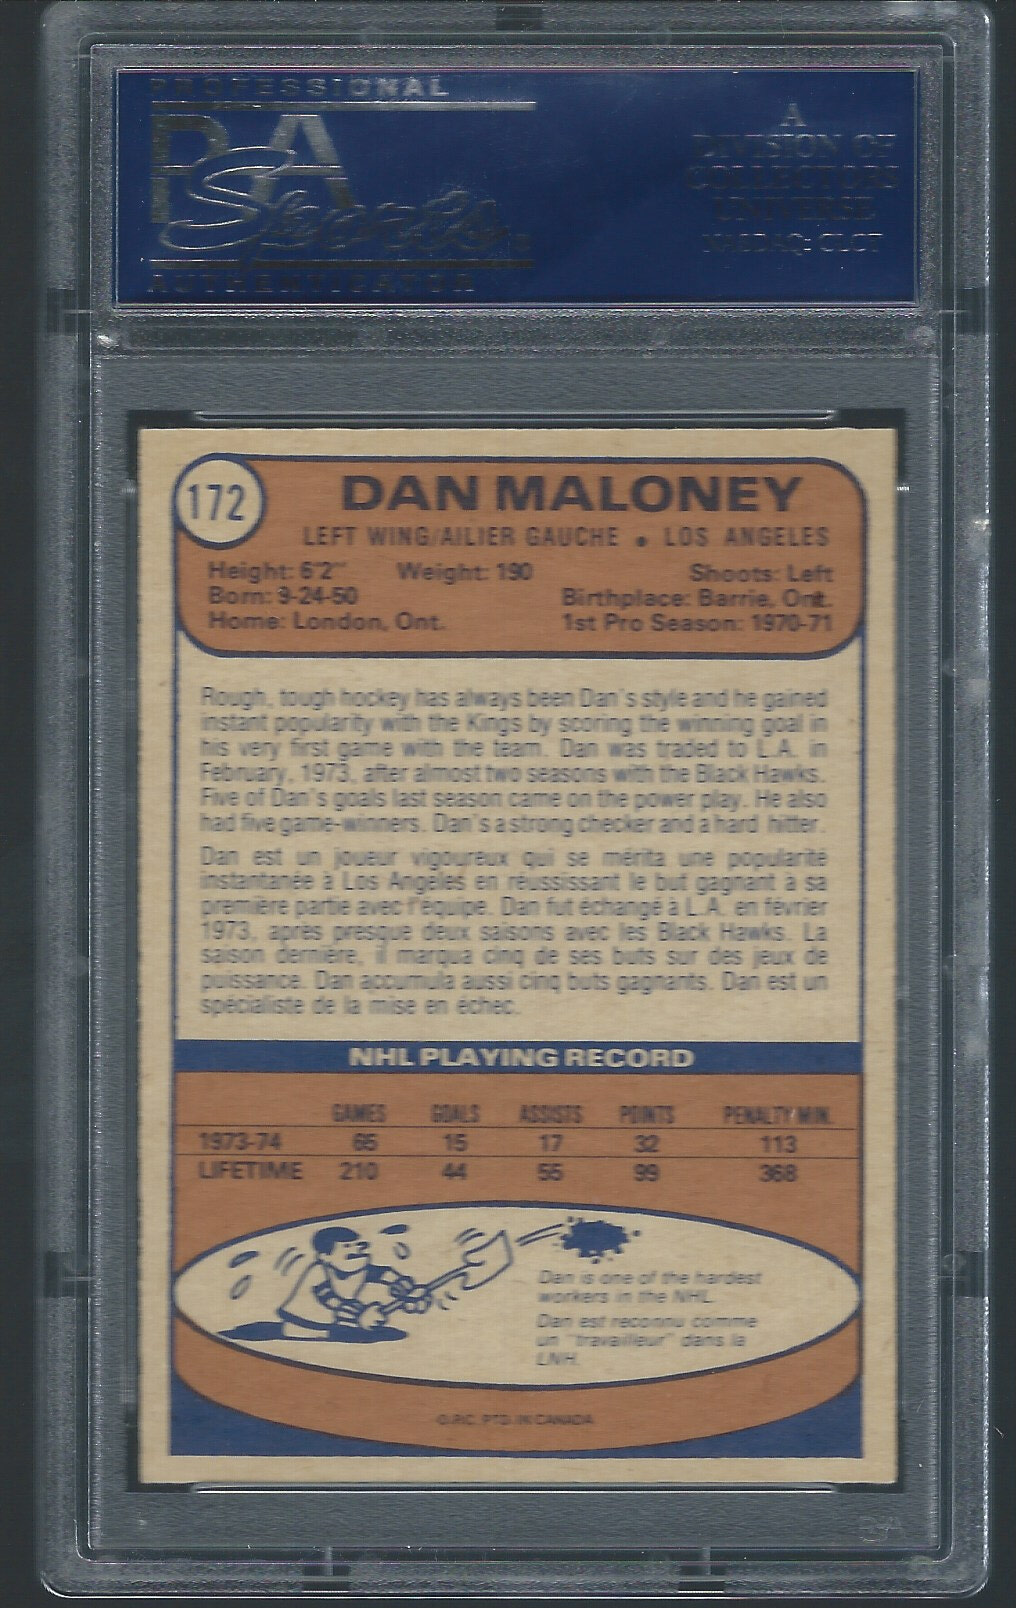 PROFESSIONAL
PSA
Sports
AUTHENTICATOR
A
DIVISION OF
COLLECTORS
UNIVERSE
NASDAQ: CLCT
172
DAN MALONEY
LEFT WING/AILIER GAUCHE • LOS ANGELES
Height: 6'2" Weight: 190 Shoots: Left
Born: 9-24-50 Birthplace: Barrie, Ont.
Home: London, Ont. 1st Pro Season: 1970-71
Rough, tough hockey has always been Dan's style and he gained
instant popularity with the Kings by scoring the winning goal in
his very first game with the team. Dan was traded to L.A. in
February, 1973, after almost two seasons with the Black Hawks.
Five of Dan's goals last season came on the power play. He also
had five game-winners. Dan's a strong checker and a hard hitter.
Dan est un joueur vigoureux qui se mérita une popularité
instantanée à Los Angeles en réussissant le but gagnant à sa
première partie avec l'équipe. Dan fut échangé à L.A. en février
1973, après presque deux saisons avec les Black Hawks. La
saison dernière, il marqua cinq de ses buts sur des jeux de
puissance. Dan accumula aussi cinq buts gagnants. Dan est un
spécialiste de la mise en échec.
NHL PLAYING RECORD
GAMES GOALS ASSISTS POINTS PENALTY MIN.
1973-74 65 15 17 32 113
LIFETIME 210 44 55 99 368
Dan is one of the hardest
workers in the NHL.
Dan est reconnu comme
un "travailleur" dans la
LNH.
O.P.C. PTD. IN CANADA
PSA